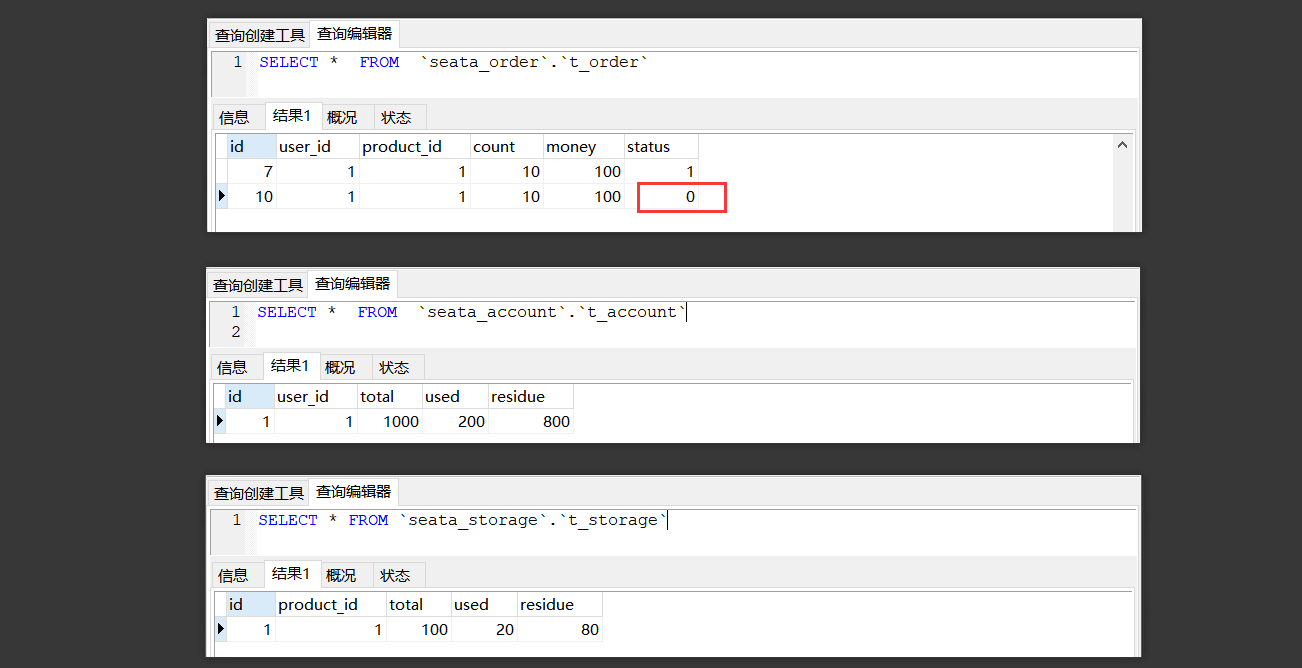 查询创建工具 查询编辑器
1 SELECT * FROM `seata_order`.`t_order`
信息 结果1 概况 状态
id user_id product_id count money status
7 1 1 10 100 1
10 1 1 10 100 0
查询创建工具 查询编辑器
1 SELECT * FROM `seata_account`.`t_account`
2
信息 结果1 概况 状态
id user_id total used residue
1 1 1000 200 800
查询创建工具 查询编辑器
1 SELECT * FROM `seata_storage`.`t_storage`
信息 结果1 概况 状态
id product_id total used residue
1 1 100 20 80